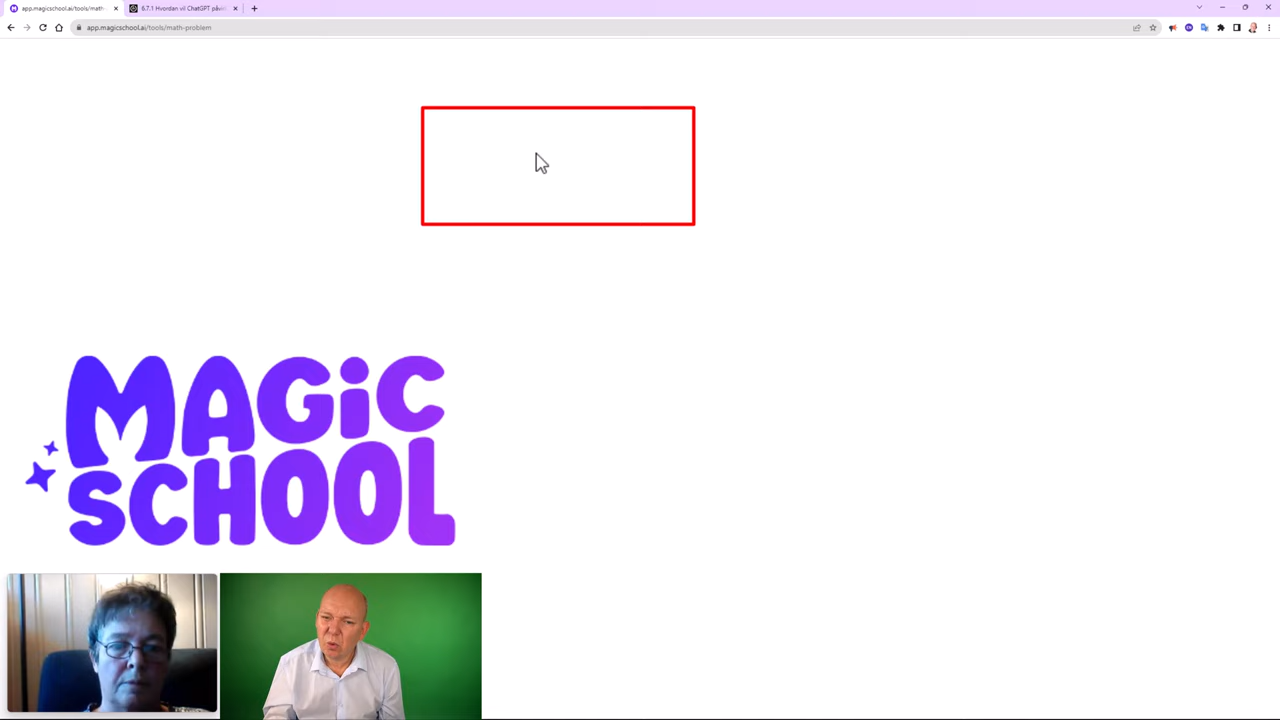 app.magicschool.ai/tools/math-
6.7.1 Hvordan vil ChatGPT påvi
app.magicschool.ai/tools/math-problem
MAGiC
SCHOOL